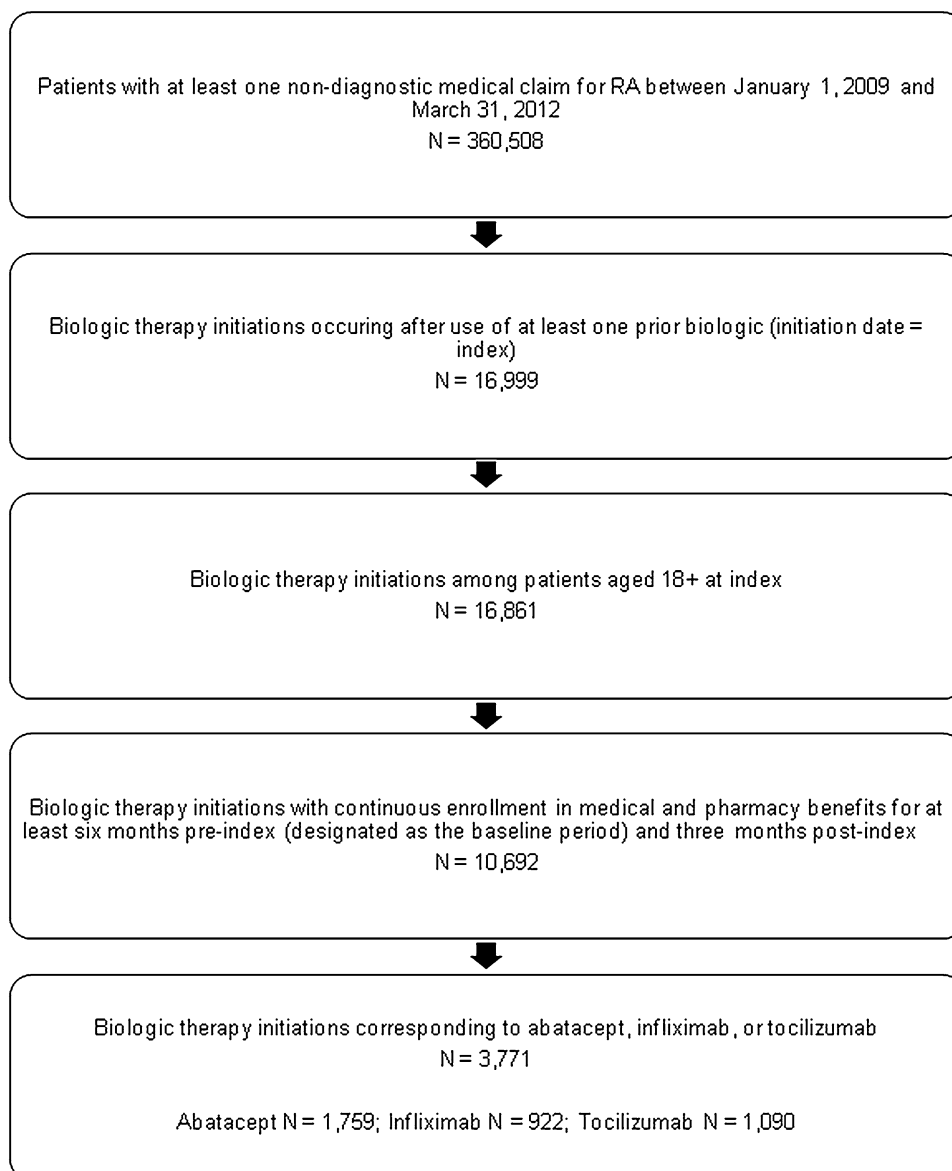 Patients with at least one non-diagnostic medical claim for RA between January 1, 2009 and
March 31, 2012
N = 360,508
Biologic therapy initiations occuring after use of at least one prior biologic (initiation date =
index)
N = 16,999
Biologic therapy initiations among patients aged 18+ at index
N = 16,861
Biologic therapy initiations with continuous enrollment in medical and pharmacy benefits for at
least six months pre-index (designated as the baseline period) and three months post-index
N = 10,692
Biologic therapy initiations corresponding to abatacept, infliximab, or tocilizumab
N = 3,771
Abatacept N = 1,759; Infliximab N = 922; Tocilizumab N = 1,090